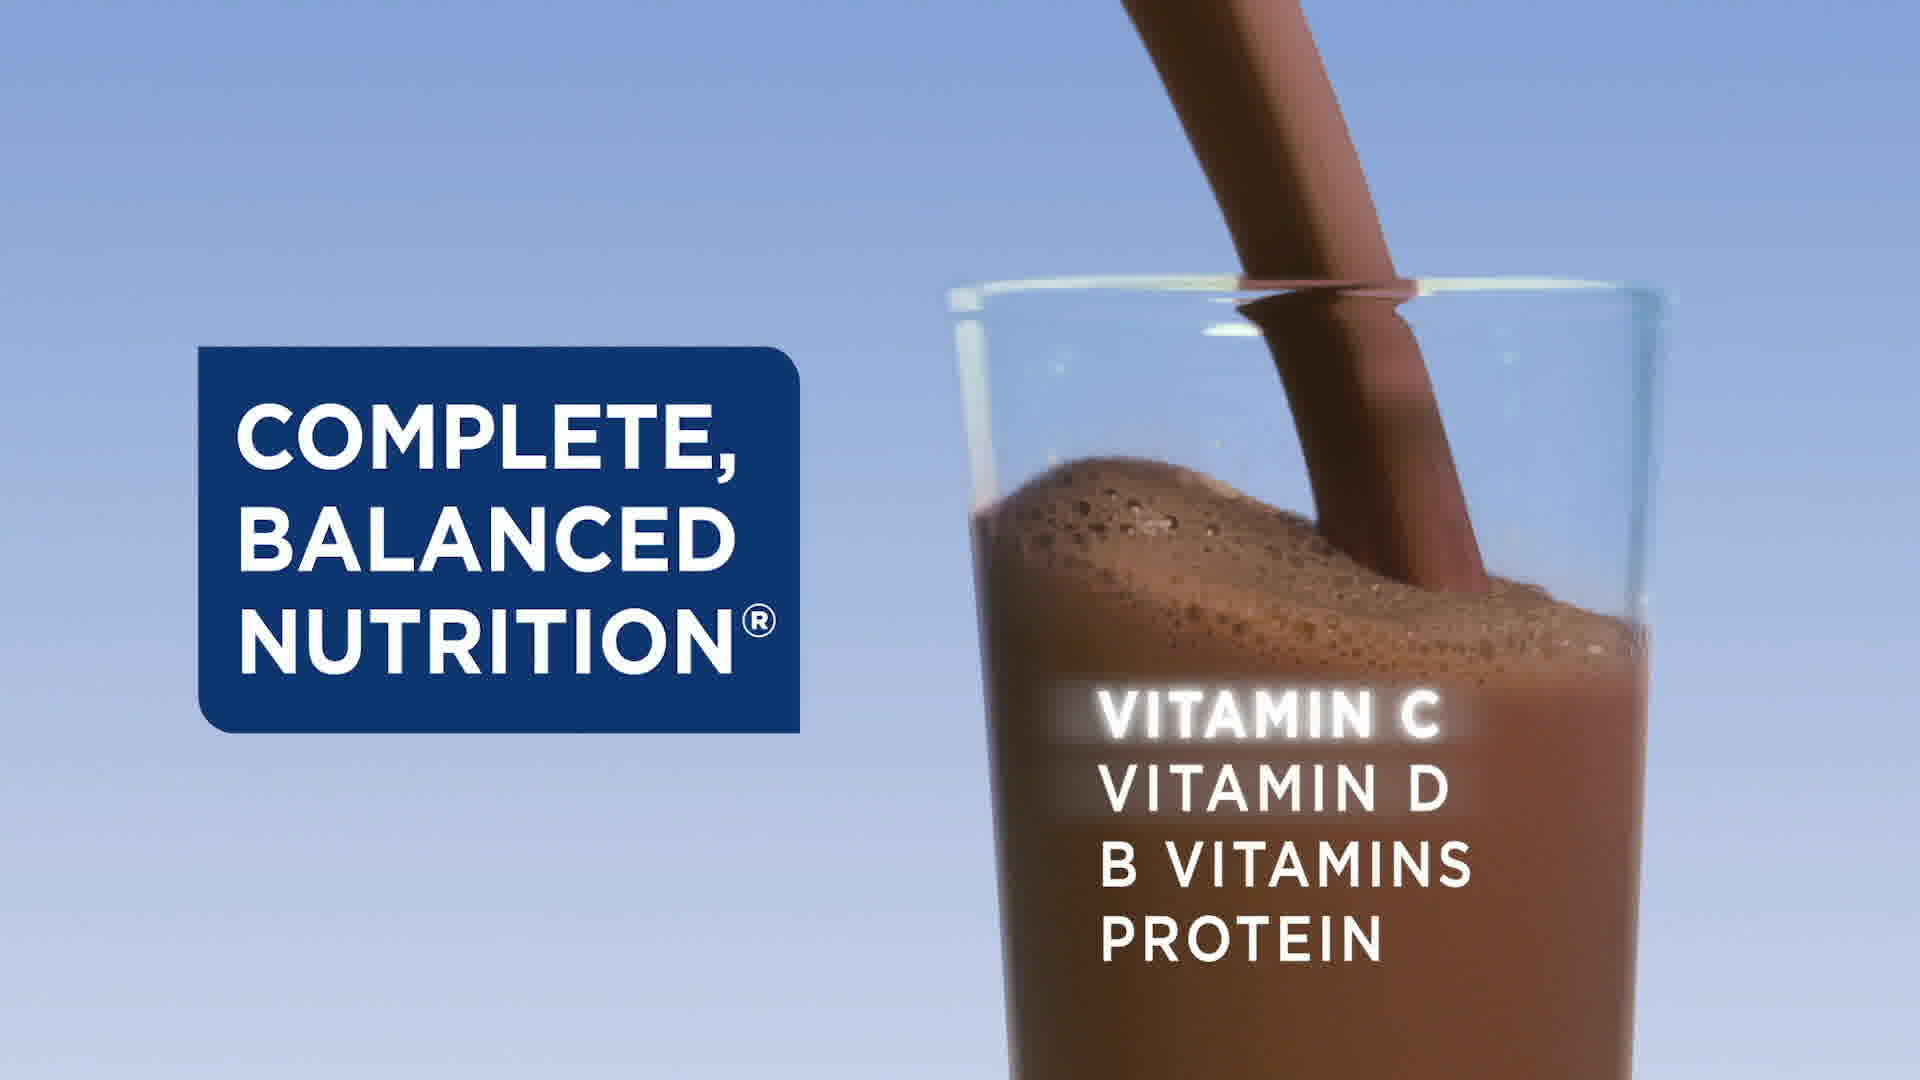 COMPLETE,
BALANCED
NUTRITION®
VITAMIN C
VITAMIN D
B VITAMINS
PROTEIN